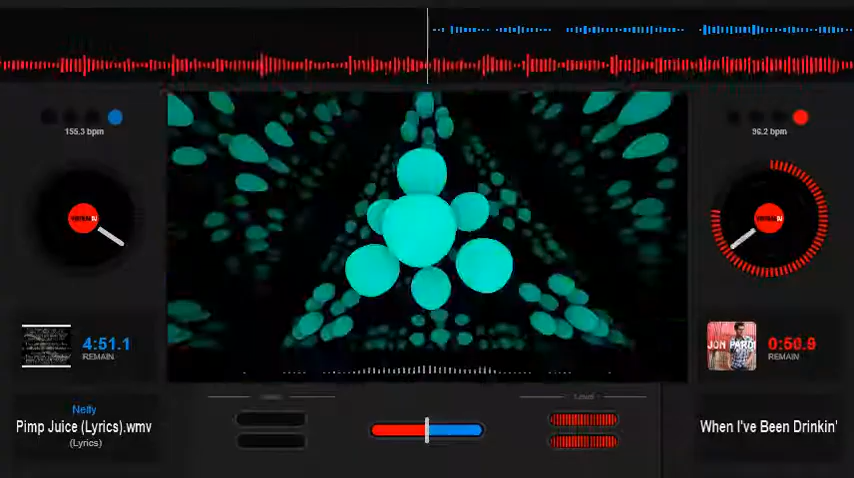 155.3 bpm
96.2 bpm
4:51.1
REMAIN
JON PARDI
0:50.9
REMAIN
Nelly
Pimp Juice (Lyrics).wmv
(Lyrics)
When I've Been Drinkin'